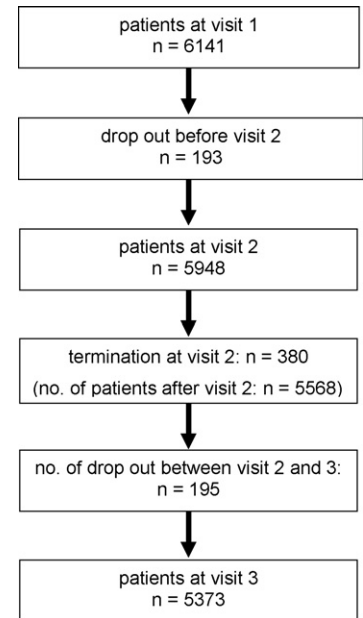 patients at visit 1
n = 6141
drop out before visit 2
n = 193
patients at visit 2
n = 5948
termination at visit 2: n = 380
(no. of patients after visit 2: n = 5568)
no. of drop out between visit 2 and 3:
n = 195
patients at visit 3
n = 5373